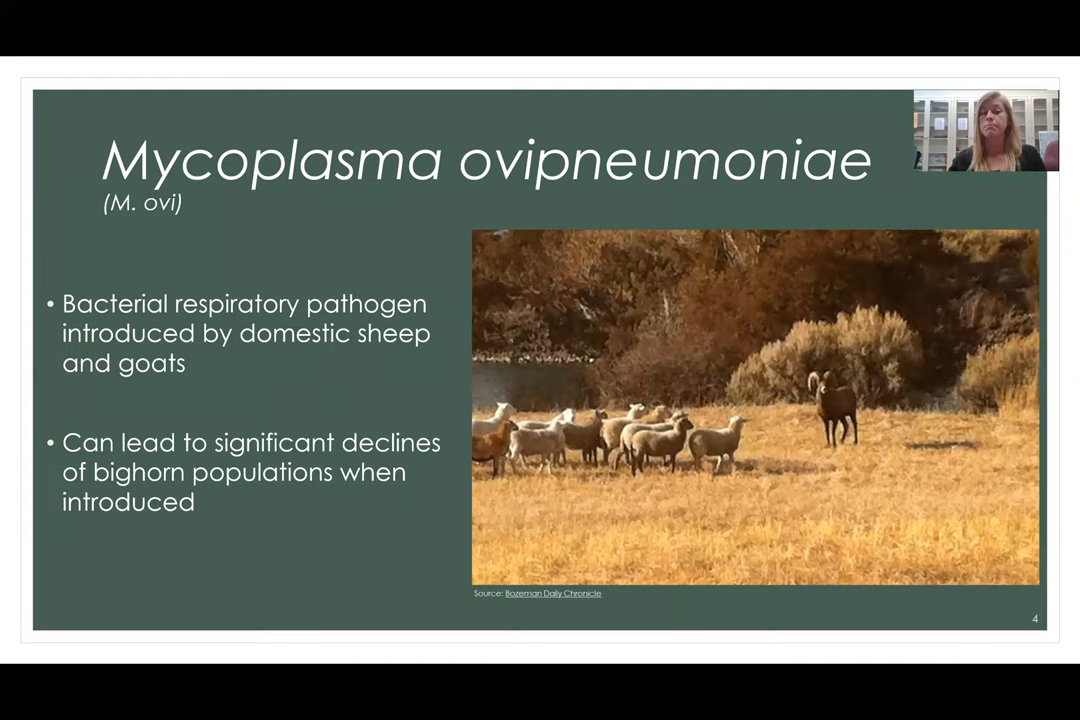 Mycoplasma ovipneumoniae
(M. ovi)
• Bacterial respiratory pathogen
introduced by domestic sheep
and goats
• Can lead to significant declines
of bighorn populations when
introduced
Source: Bozeman Daily Chronicle
4